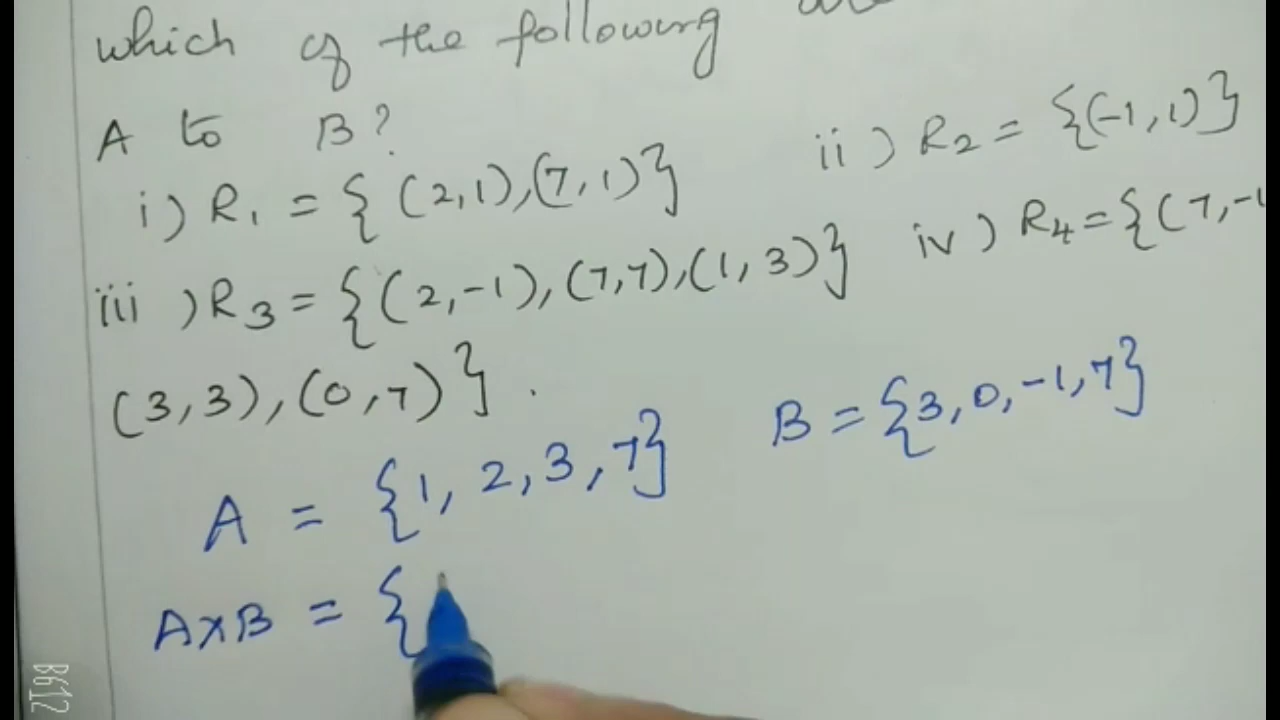 which of the following
A to B?
i) R₁ = {(2,1),(7,1)} ii) R₂ = {(-1,1)}
iii) R₃ = {(2,-1),(7,7),(1,3)} iv) R₄ = {(7,-1
(3,3),(0,7)}.
A = {1,2,3,7} B = {3,0,-1,7}
A×B = {
B612